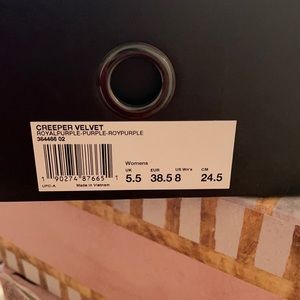 CREEPER VELVET
ROYALPURPLE-PURPLE-ROYPURPLE
364466 02
Womens
UK EUR US Wn's CM
5.5 38.5 8 24.5
1 90274 87665 1
UPC-A Made in Vietnam